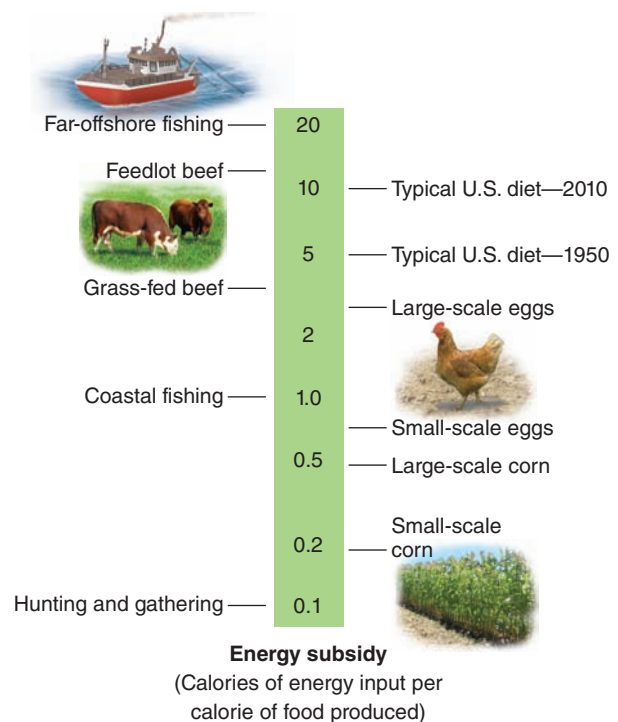 Far-offshore fishing
20
Feedlot beef
10
Typical U.S. diet—2010
5
Typical U.S. diet—1950
Grass-fed beef
Large-scale eggs
2
Coastal fishing
1.0
Small-scale eggs
0.5
Large-scale corn
Small-scale
corn
0.2
Hunting and gathering
0.1
Energy subsidy
(Calories of energy input per
calorie of food produced)